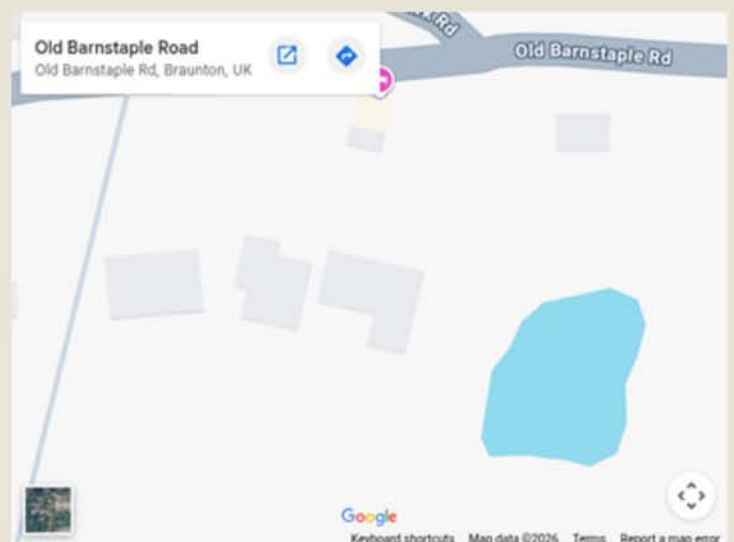 Old Barnstaple Road
Old Barnstaple Rd, Braunton, UK
Rd
Old Barnstaple Rd
Google
Keyboard shortcuts Map data ©2026 Terms Report a map error